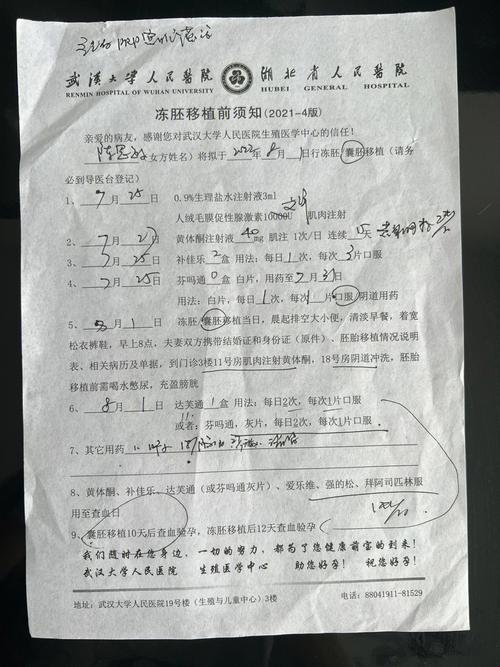 武汉大学人民医院 湖北省人民医院
RENMIN HOSPITAL OF WUHAN UNIVERSITY HUBEI GENERAL HOSPITAL
冻胚移植前须知(2021-4版)
亲爱的病友,感谢您对武汉大学人民医院生殖医学中心的信任!
(女方姓名)将拟于 年 8 月 1 日行冻胚,囊胚移植(请务
必到导医台登记)
1、 7 月 25 日 0.9%生理盐水注射液3ml
人绒毛膜促性腺激素10000U 肌肉注射
2、 7 月 27 日 黄体酮注射液 40 mg 肌注 1次/日 连续 15 天
3、 7 月 25 日 补佳乐 2 盒 用法:每日 1 次,每次 3 片口服
4、 7 月 25 日 芬吗通 0 盒 白片,用药至 7 月 31 日
用法:白片,每日 1 次,每次 1 片口服/阴道用药
5、 8 月 1 日 冻胚,囊胚移植当日,晨起排空大小便,清淡早餐,着宽
松衣裤鞋,早上8点,夫妻双方携带结婚证和身份证(原件)、胚胎移植情况说明
表、相关病历及单据,到门诊3楼11号房肌肉注射黄体酮,18号房阴道冲洗,胚胎
移植前需喝水憋尿,充盈膀胱
6、 8 月 1 日 达芙通 1 盒 用法:每日2次,每次1片口服
或者:芬吗通,灰片,每日2次,每次1片口服
7、其它用药
8、黄体酮、补佳乐、达芙通(或芬吗通灰片)、爱乐维、强的松、拜阿司匹林服
用至查血日
9、囊胚移植10天后查血验孕,冻胚移植后12天查血验孕
我们随时在您身边,一切的努力,都为了您健康前宫的到来!
武汉大学人民医院 生殖医学中心 助您好孕! 祝您好孕!
地址:武汉大学人民医院19号楼(生殖与儿童中心)3楼 电话:88041911-81529